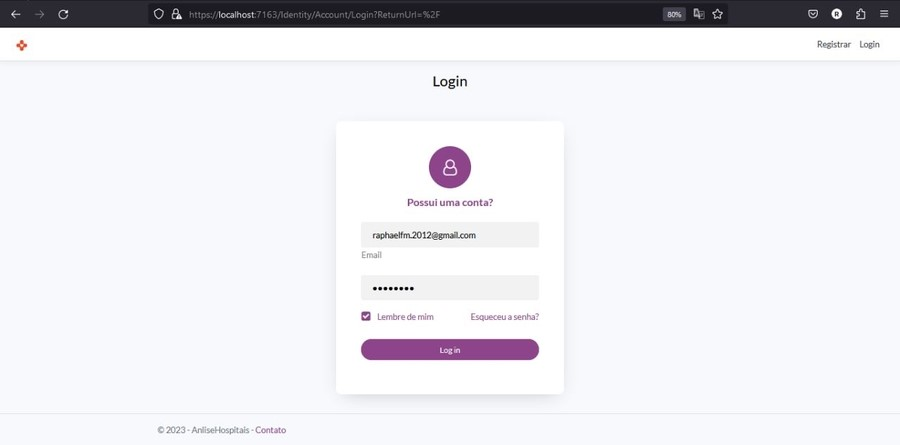 https://localhost:7163/Identity/Account/Login?ReturnUrl=%2F
80%
R
Registrar Login
Login
Possui uma conta?
raphaelfm.2012@gmail.com
Email
••••••••
Lembre de mim Esqueceu a senha?
Log in
© 2023 - AnliseHospitais - Contato